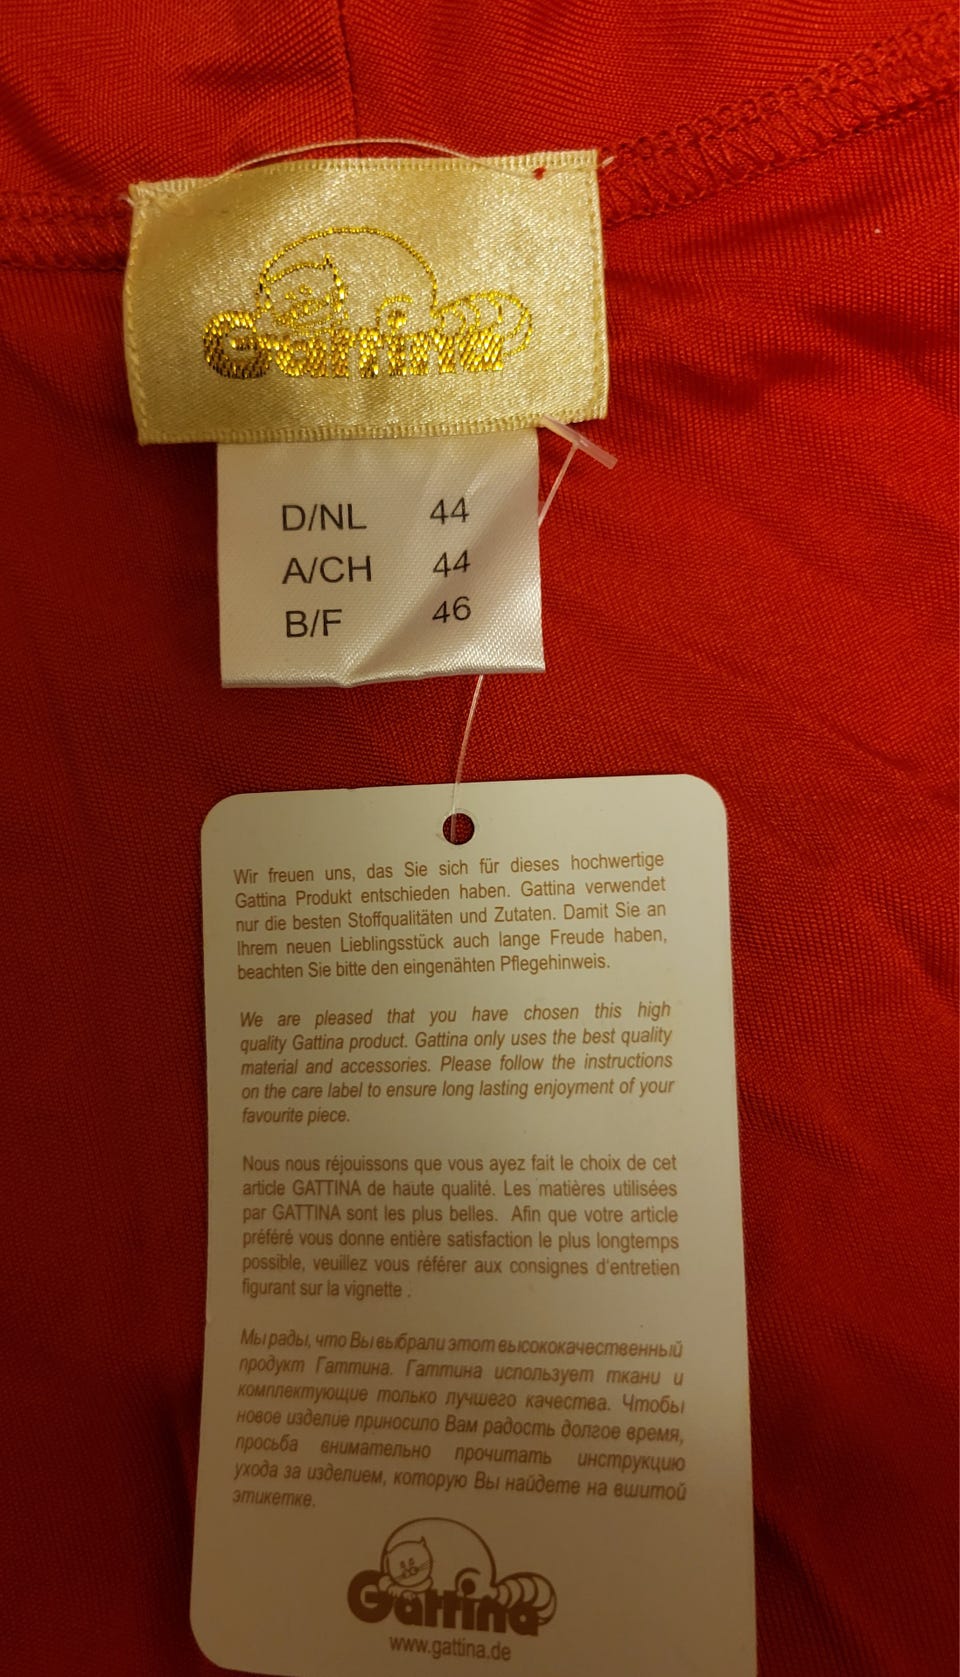 Gattina
D/NL 44
A/CH 44
B/F 46
Wir freuen uns, das Sie sich für dieses hochwertige
Gattina Produkt entschieden haben. Gattina verwendet
nur die besten Stoffqualitäten und Zutaten. Damit Sie an
Ihrem neuen Lieblingsstück auch lange Freude haben,
beachten Sie bitte den eingenähten Pflegehinweis.
We are pleased that you have chosen this high
quality Gattina product. Gattina only uses the best quality
material and accessories. Please follow the instructions
on the care label to ensure long lasting enjoyment of your
favourite piece.
Nous nous réjouissons que vous ayez fait le choix de cet
article GATTINA de haute qualité. Les matières utilisées
par GATTINA sont les plus belles. Afin que votre article
préféré vous donne entière satisfaction le plus longtemps
possible, veuillez vous référer aux consignes d'entretien
figurant sur la vignette .
Мы рады, что Вы выбрали этот высококачественный
продукт Гаттина. Гаттина использует ткани и
комплектующие только лучшего качества. Чтобы
новое изделие приносило Вам радость долгое время,
просьба внимательно прочитать инструкцию
ухода за изделием, которую Вы найдете на вшитой
этикетке.
Gattina
www.gattina.de